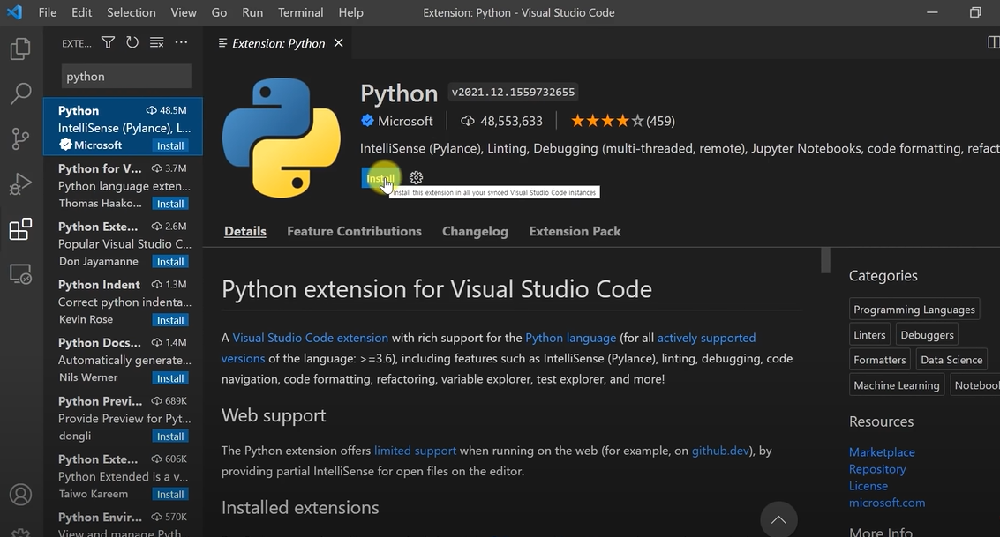 File Edit Selection View Go Run Terminal Help Extension: Python - Visual Studio Code
EXTE...
Extension: Python
python
Python 48.5M
IntelliSense (Pylance), L...
Microsoft Install
Python for V... 3.7M
Python language exten...
Thomas Haako... Install
Python Exte... 2.6M
Popular Visual Studio C...
Don Jayamanne Install
Python Indent 1.3M
Correct python indenta...
Kevin Rose Install
Python Docs... 1.4M
Automatically generate...
Nils Werner Install
Python Previ... 689K
Provide Preview for Pyt...
dongli Install
Python Exte... 606K
Python Extended is a v...
Taiwo Kareem Install
Python Envir... 570K
View and manage Pyth
Python v2021.12.1559732655
Microsoft 48,553,633 (459)
IntelliSense (Pylance), Linting, Debugging (multi-threaded, remote), Jupyter Notebooks, code formatting, refact
Install
Install this extension in all your synced Visual Studio Code instances
Details Feature Contributions Changelog Extension Pack
Python extension for Visual Studio Code
A Visual Studio Code extension with rich support for the Python language (for all actively supported
versions of the language: >=3.6), including features such as IntelliSense (Pylance), linting, debugging, code
navigation, code formatting, refactoring, variable explorer, test explorer, and more!
Web support
The Python extension offers limited support when running on the web (for example, on github.dev), by
providing partial IntelliSense for open files on the editor.
Installed extensions
Categories
Programming Languages
Linters Debuggers
Formatters Data Science
Machine Learning Notebool
Resources
Marketplace
Repository
License
microsoft.com
More Info